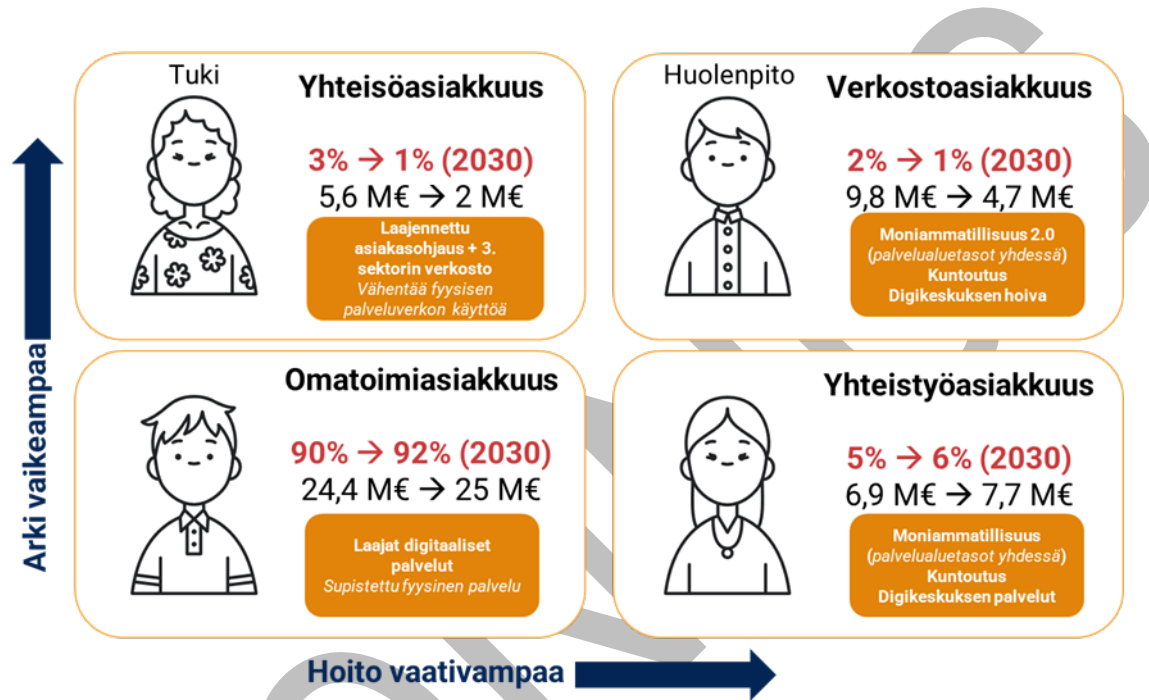 Tuki
Yhteisöasiakkuus
3% → 1% (2030)
5,6 M€ → 2 M€
Laajennettu
asiakasohjaus + 3.
sektorin verkosto
Vähentää fyysisen
palveluverkon käyttöä
Huolenpito
Verkostoasiakkuus
2% → 1% (2030)
9,8 M€ → 4,7 M€
Moniammatillisuus 2.0
(palvelualuetasot yhdessä)
Kuntoutus
Digikeskuksen hoiva
Arki vaikeampaa
Omatoimiasiakkuus
90% → 92% (2030)
24,4 M€ → 25 M€
Laajat digitaaliset
palvelut
Supistettu fyysinen palvelu
Yhteistyöasiakkuus
5% → 6% (2030)
6,9 M€ → 7,7 M€
Moniammatillisuus
(palvelualuetasot yhdessä)
Kuntoutus
Digikeskuksen palvelut
Hoito vaativampaa